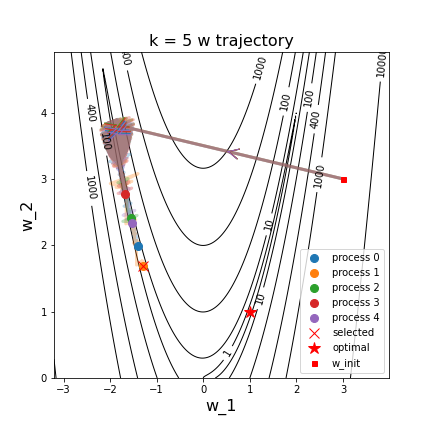 k = 5 w trajectory
w_2
4
3
2
1
0
-3
-2
-1
0
1
2
3
w_1
400
1000
100
1000
100
100
400
1000
1000
10
10
1
process 0
process 1
process 2
process 3
process 4
selected
optimal
w_init